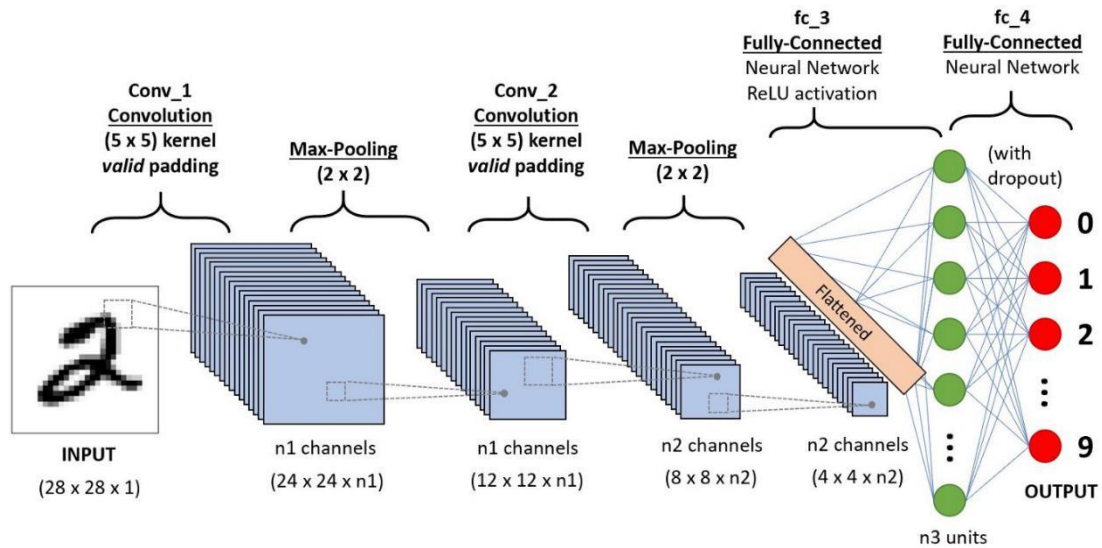 fc_3
Fully-Connected
Neural Network
ReLU activation
fc_4
Fully-Connected
Neural Network
Conv_1
Convolution
(5 x 5) kernel
valid padding
Max-Pooling
(2 x 2)
Conv_2
Convolution
(5 x 5) kernel
valid padding
Max-Pooling
(2 x 2)
(with
dropout)
Flattened
0
1
2
9
INPUT
(28 x 28 x 1)
n1 channels
(24 x 24 x n1)
n1 channels
(12 x 12 x n1)
n2 channels
(8 x 8 x n2)
n2 channels
(4 x 4 x n2)
OUTPUT
n3 units
2